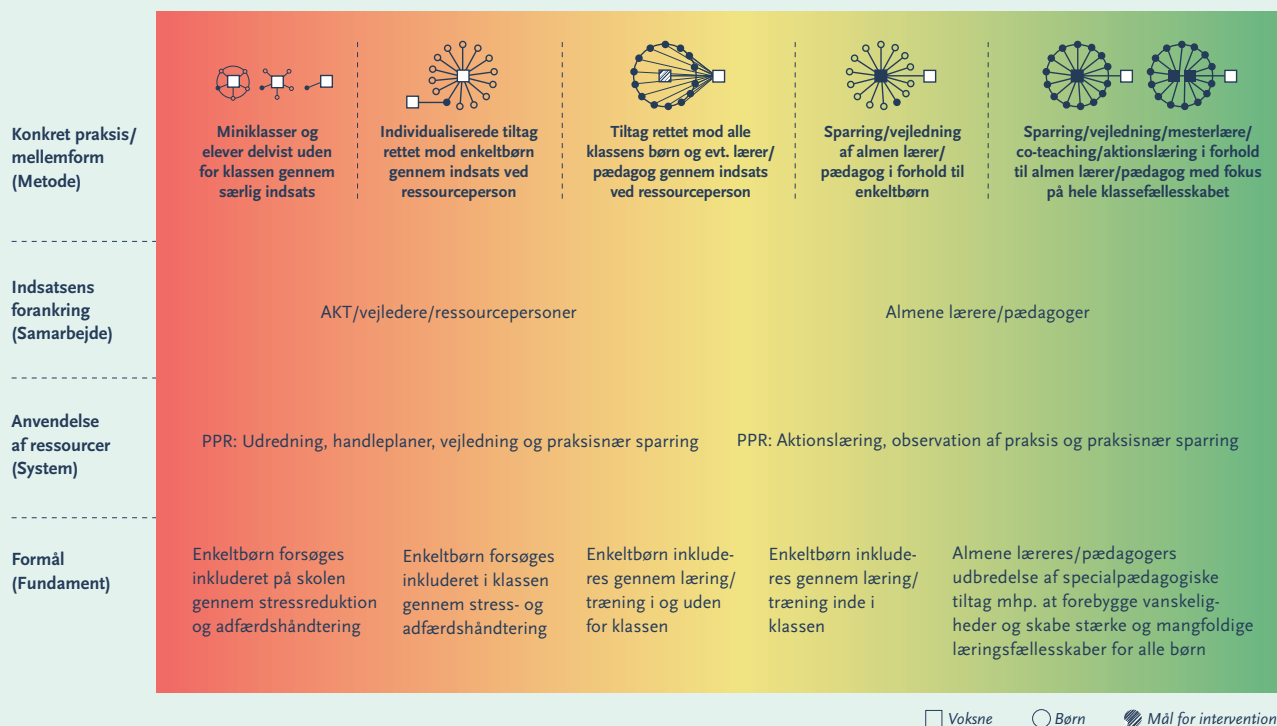 Konkret praksis/
mellemform
(Metode)
Miniklasser og
elever delvist uden
for klassen gennem
særlig indsats
Individualiserede tiltag
rettet mod enkeltbørn
gennem indsats ved
ressourceperson
Tiltag rettet mod alle
klassens børn og evt. lærer/
pædagog gennem indsats
ved ressourceperson
Sparring/vejledning
af almen lærer/
pædagog i forhold til
enkeltbørn
Sparring/vejledning/mesterlære/
co-teaching/aktionslæring i forhold
til almen lærer/pædagog med fokus
på hele klassefællesskabet
Indsatsens
forankring
(Samarbejde)
AKT/vejledere/ressourcepersoner
Almene lærere/pædagoger
Anvendelse
af ressourcer
(System)
PPR: Udredning, handleplaner, vejledning og praksisnær sparring
PPR: Aktionslæring, observation af praksis og praksisnær sparring
Formål
(Fundament)
Enkeltbørn forsøges
inkluderet på skolen
gennem stressreduktion
og adfærdshåndtering
Enkeltbørn forsøges
inkluderet i klassen
gennem stress- og
adfærdshåndtering
Enkeltbørn inklude-
res gennem læring/
træning i og uden
for klassen
Enkeltbørn inklude-
res gennem læring/
træning inde i
klassen
Almene læreres/pædagogers
udbredelse af specialpædagogiske
tiltag mhp. at forebygge vanskelig-
heder og skabe stærke og mangfoldige
læringsfællesskaber for alle børn
Voksne
Børn
Mål for intervention